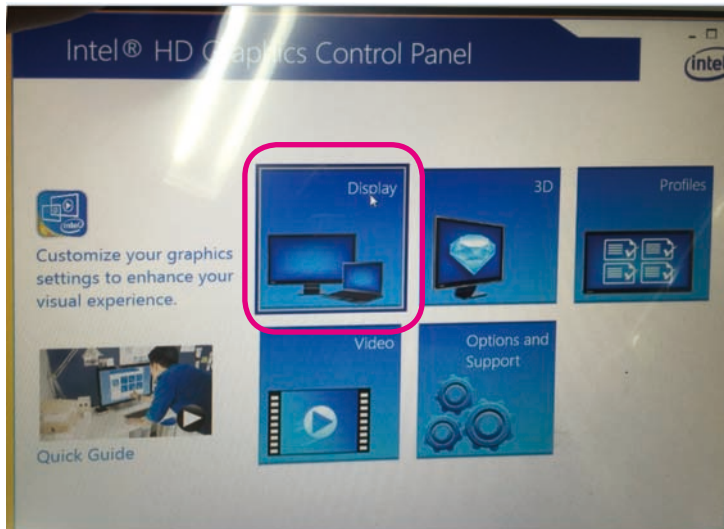 Intel® HD Graphics Control Panel
intel
Display
3D
Profiles
Customize your graphics
settings to enhance your
visual experience.
Video
Options and
Support
Quick Guide